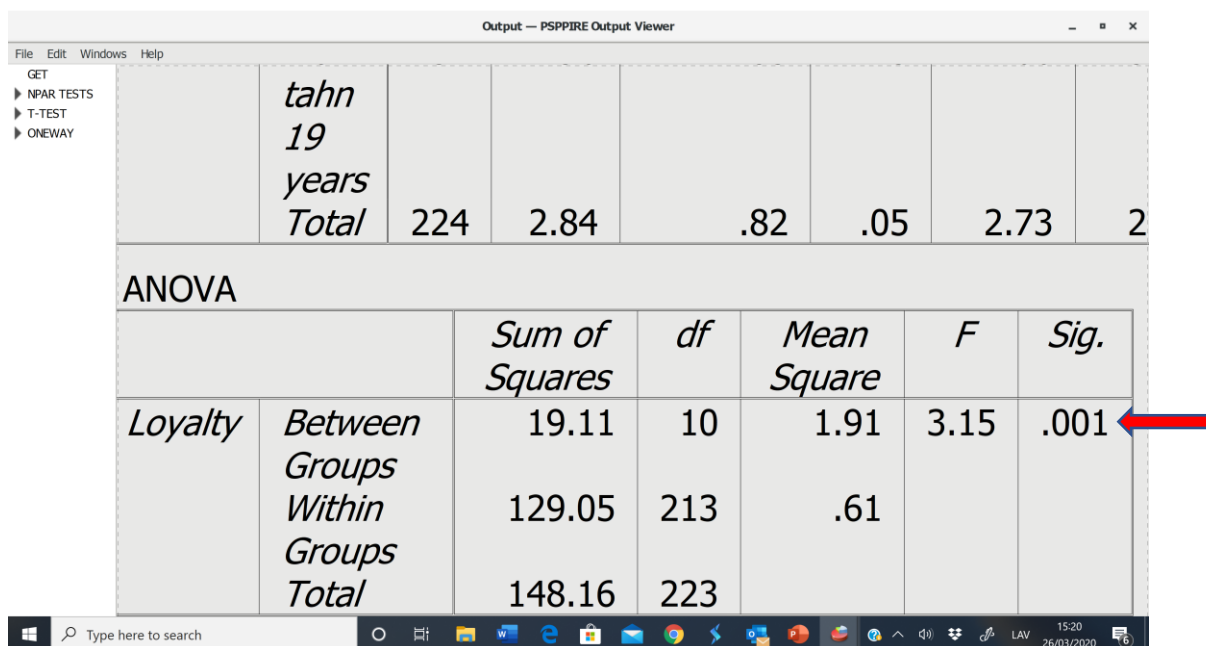 Output — PSPPIRE Output Viewer
File Edit Windows Help
GET
NPAR TESTS
T-TEST
ONEWAY
tahn
19
years
Total 224 2.84 .82 .05 2.73 2
ANOVA
Sum of Squares df Mean Square F Sig.
Loyalty Between Groups 19.11 10 1.91 3.15 .001
Within Groups 129.05 213 .61
Total 148.16 223
Type here to search
LAV
15:20
26/03/2020
6